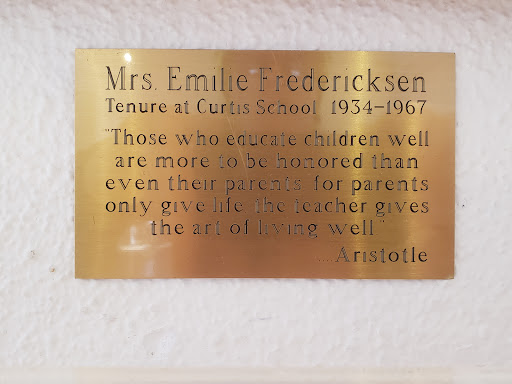 Mrs. Emilie Fredericksen
Tenure at Curtis School 1934-1967
"Those who educate children well
are more to be honored than
even their parents, for parents
only give life, the teacher gives
the art of living well"
....Aristotle